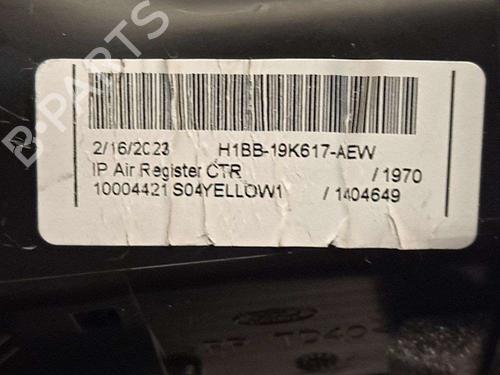 B-PARTS
2/16/2023 H1BB-19K617-AEW
IP Air Register CTR / 1970
10004421 S04YELLOW1 / 1404649